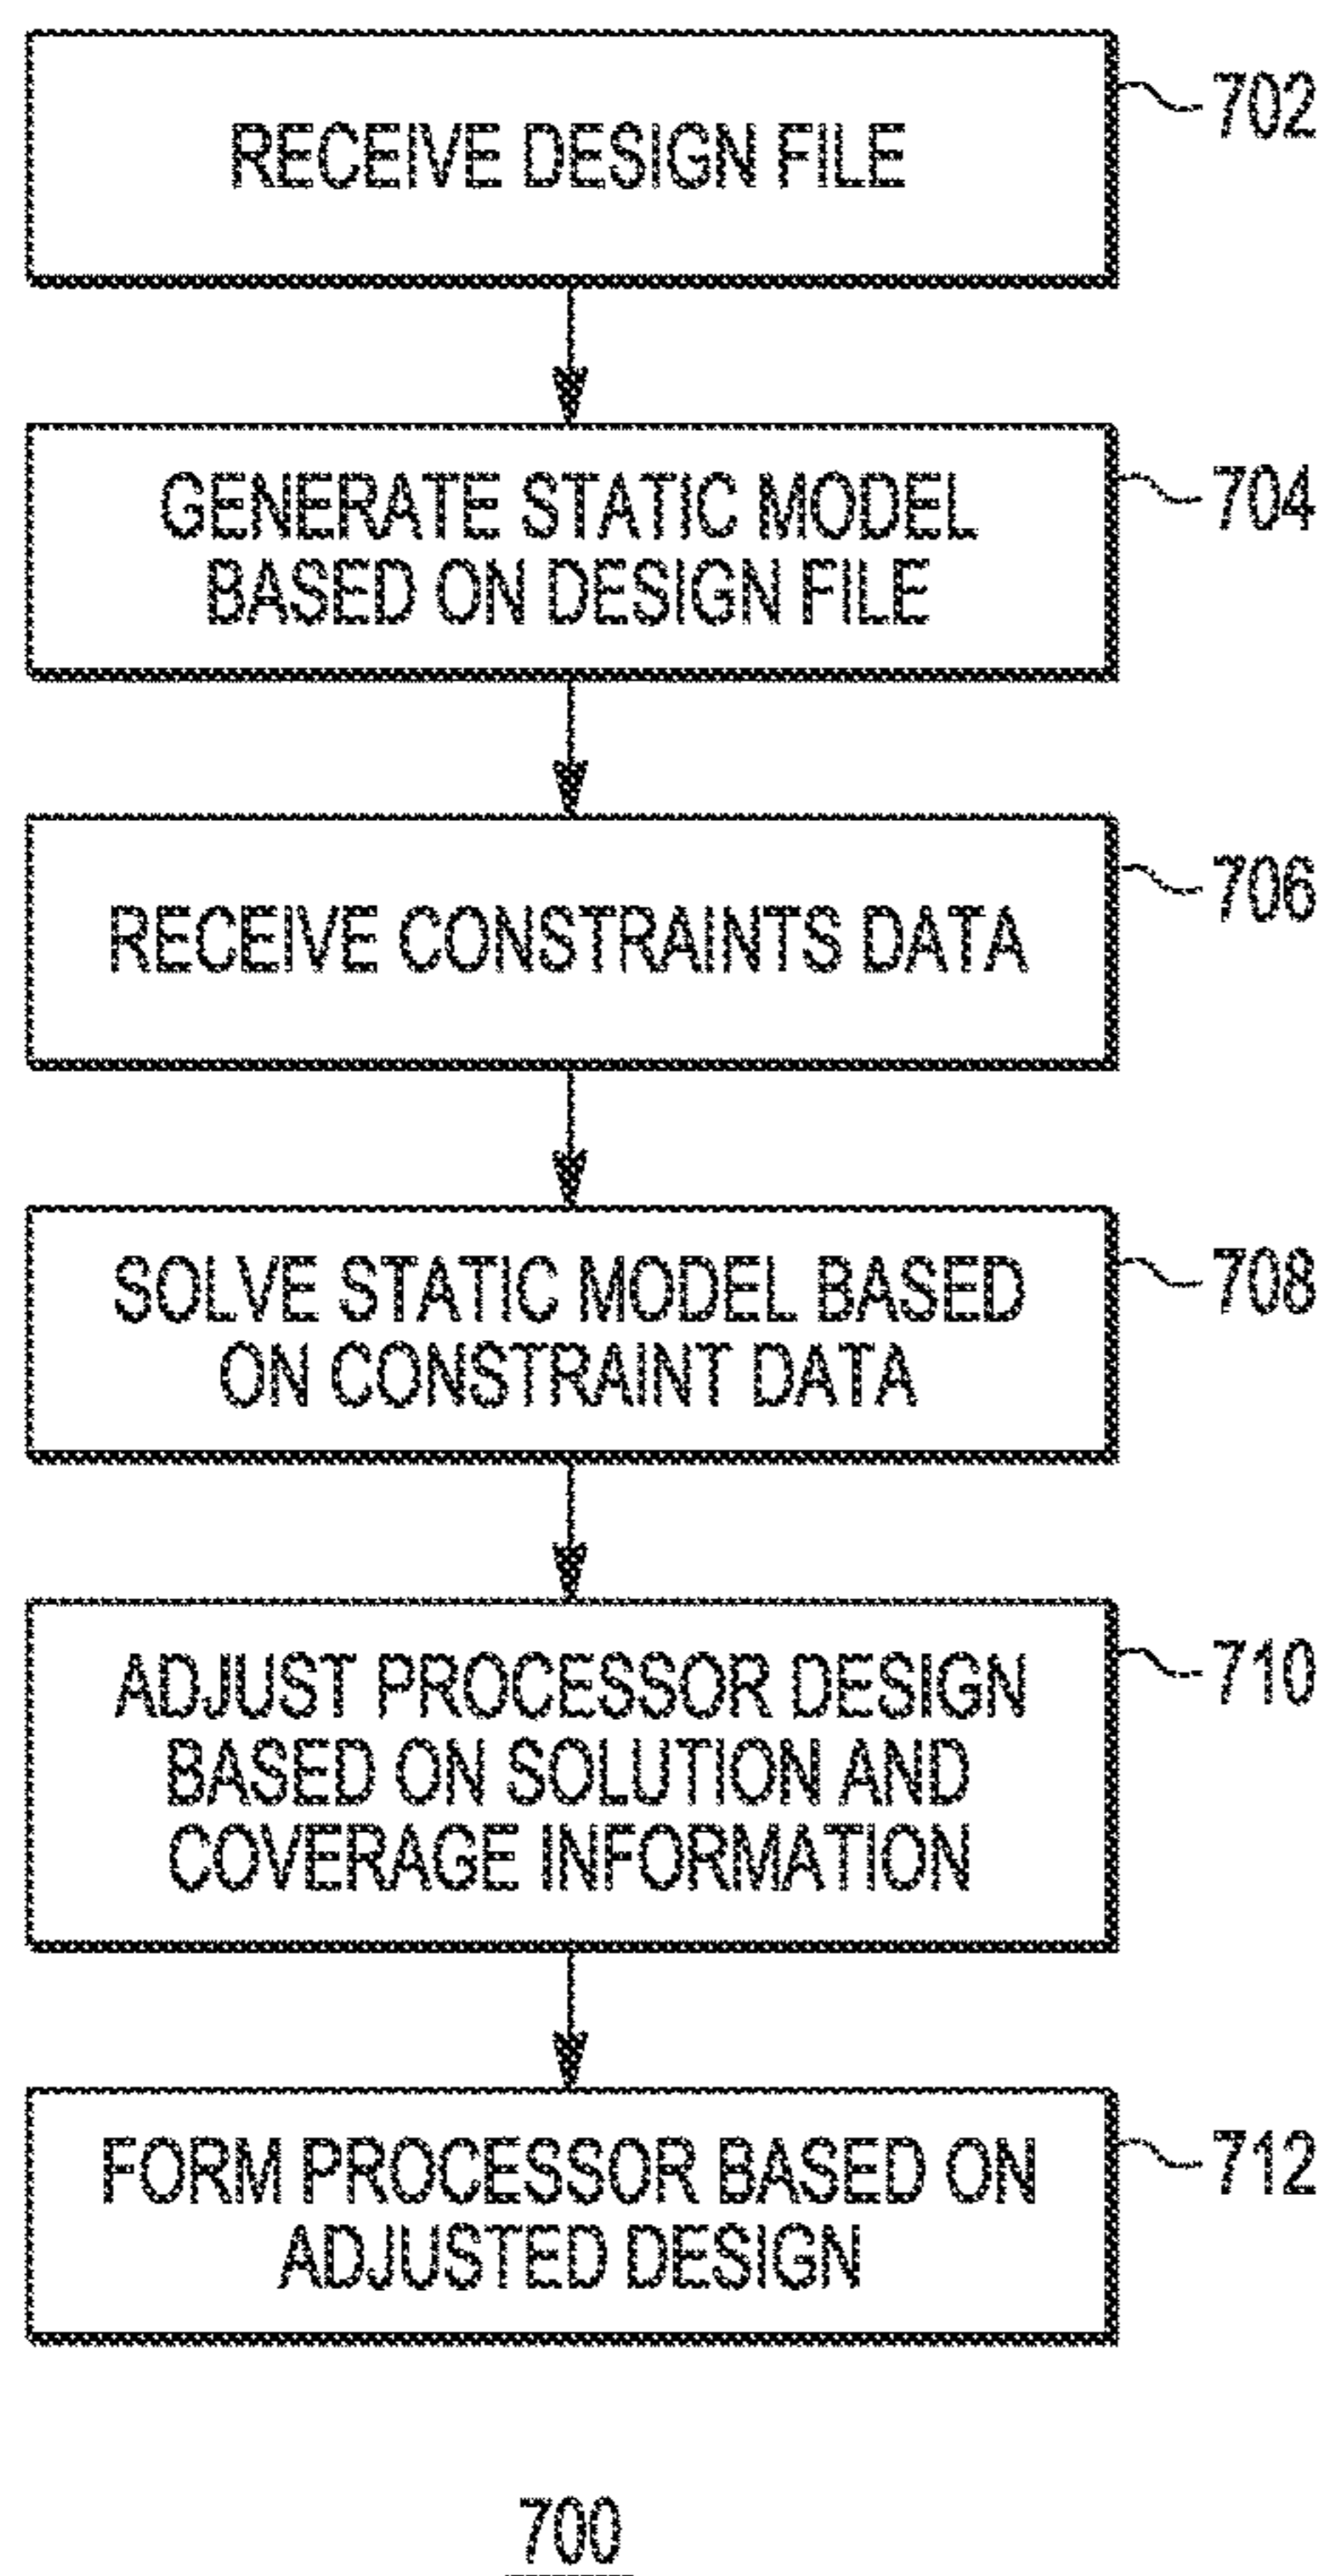 RECEIVE DESIGN FILE
702
GENERATE STATIC MODEL
BASED ON DESIGN FILE
704
RECEIVE CONSTRAINTS DATA
706
SOLVE STATIC MODEL BASED
ON CONSTRAINT DATA
708
ADJUST PROCESSOR DESIGN
BASED ON SOLUTION AND
COVERAGE INFORMATION
710
FORM PROCESSOR BASED ON
ADJUSTED DESIGN
712
700